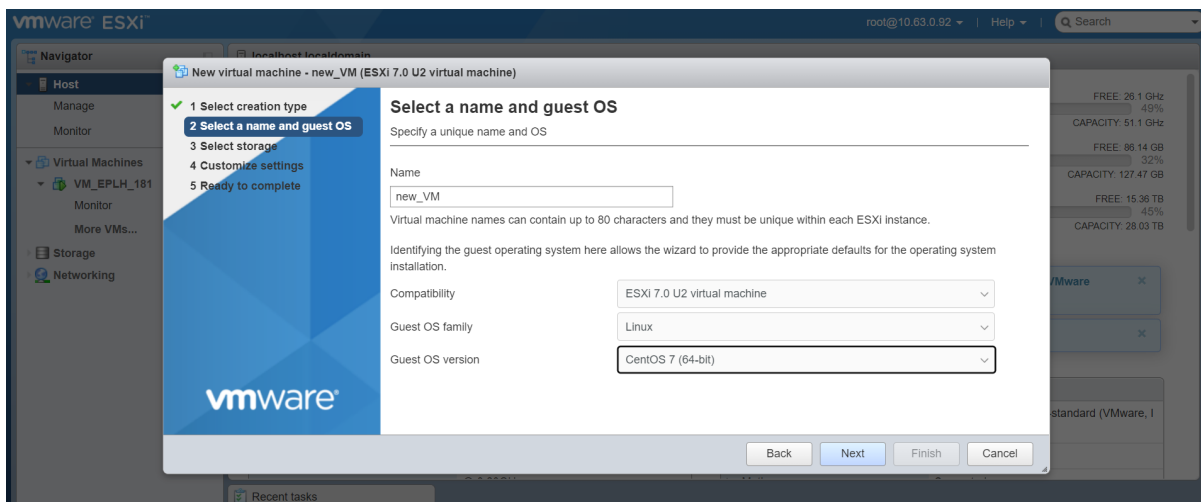 vmware ESXi™
root@10.63.0.92
Help
Search
Navigator
localhost.localdomain
Host
Manage
Monitor
Virtual Machines
VM_EPLH_181
Monitor
More VMs...
Storage
Networking
New virtual machine - new_VM (ESXi 7.0 U2 virtual machine)
1 Select creation type
2 Select a name and guest OS
3 Select storage
4 Customize settings
5 Ready to complete
vmware®
Select a name and guest OS
Specify a unique name and OS
Name
new_VM
Virtual machine names can contain up to 80 characters and they must be unique within each ESXi instance.
Identifying the guest operating system here allows the wizard to provide the appropriate defaults for the operating system
installation.
Compatibility
ESXi 7.0 U2 virtual machine
Guest OS family
Linux
Guest OS version
CentOS 7 (64-bit)
Back
Next
Finish
Cancel
FREE: 26.1 GHz
49%
CAPACITY: 51.1 GHz
FREE: 86.14 GB
32%
CAPACITY: 127.47 GB
FREE: 15.36 TB
45%
CAPACITY: 28.03 TB
VMware
-standard (VMware, I
Recent tasks